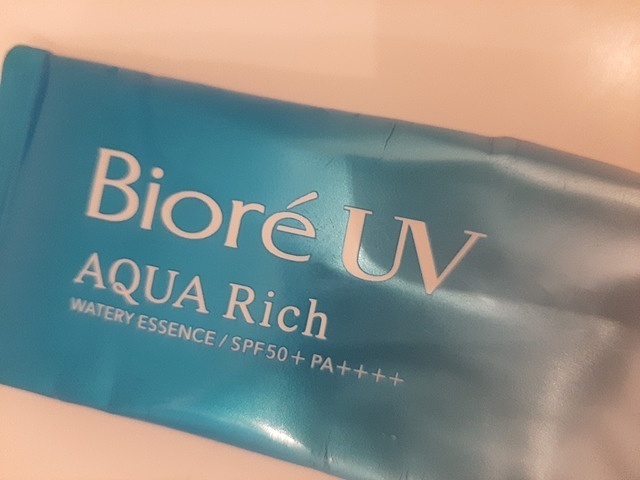 Bioré UV
AQUA Rich
WATERY ESSENCE / SPF50+ PA++++